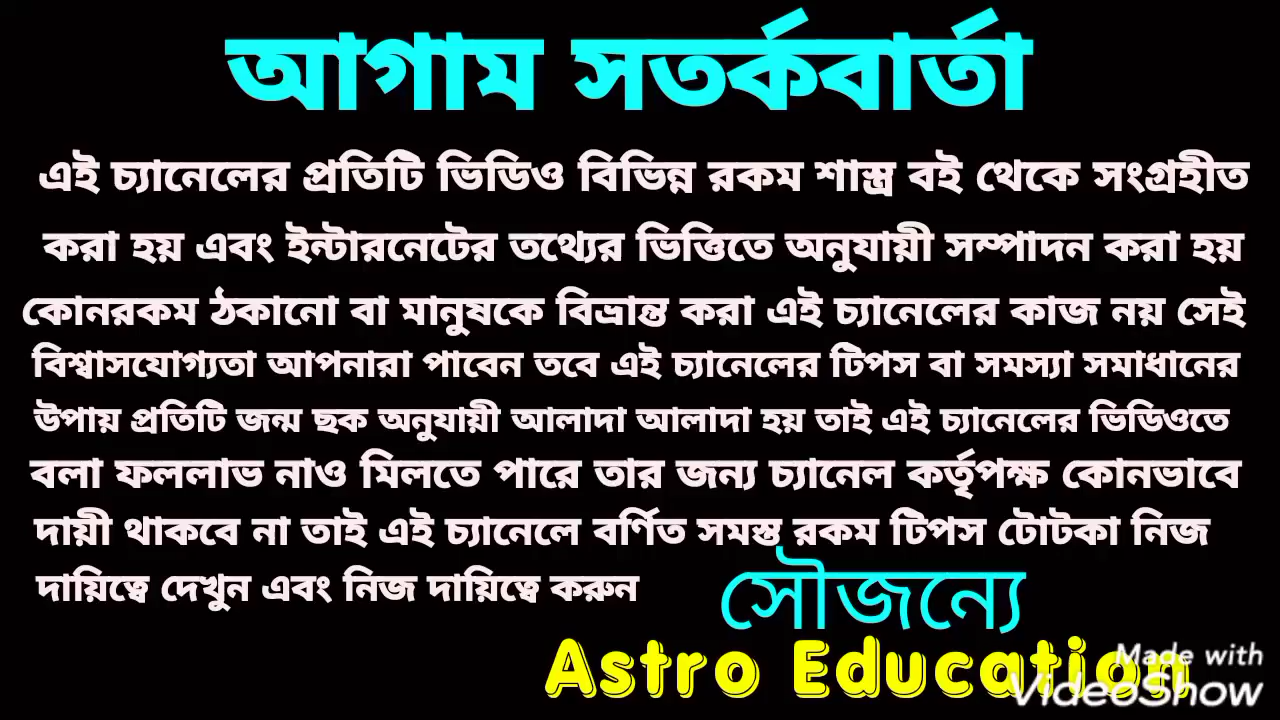 আগাম সতর্কবার্তা
এই চ্যানেলের প্রতিটি ভিডিও বিভিন্ন রকম শাস্ত্র বই থেকে সংগ্রহীত
করা হয় এবং ইন্টারনেটের তথ্যের ভিত্তিতে অনুযায়ী সম্পাদন করা হয়
কোনরকম ঠকানো বা মানুষকে বিভ্রান্ত করা এই চ্যানেলের কাজ নয় সেই
বিশ্বাসযোগ্যতা আপনারা পাবেন তবে এই চ্যানেলের টিপস বা সমস্যা সমাধানের
উপায় প্রতিটি জন্ম ছক অনুযায়ী আলাদা আলাদা হয় তাই এই চ্যানেলের ভিডিওতে
বলা ফললাভ নাও মিলতে পারে তার জন্য চ্যানেল কর্তৃপক্ষ কোনভাবে
দায়ী থাকবে না তাই এই চ্যানেলে বর্ণিত সমস্ত রকম টিপস টোটকা নিজ
দায়িত্বে দেখুন এবং নিজ দায়িত্বে করুন
সৌজন্যে
Astro Education
Made with
VideoShow